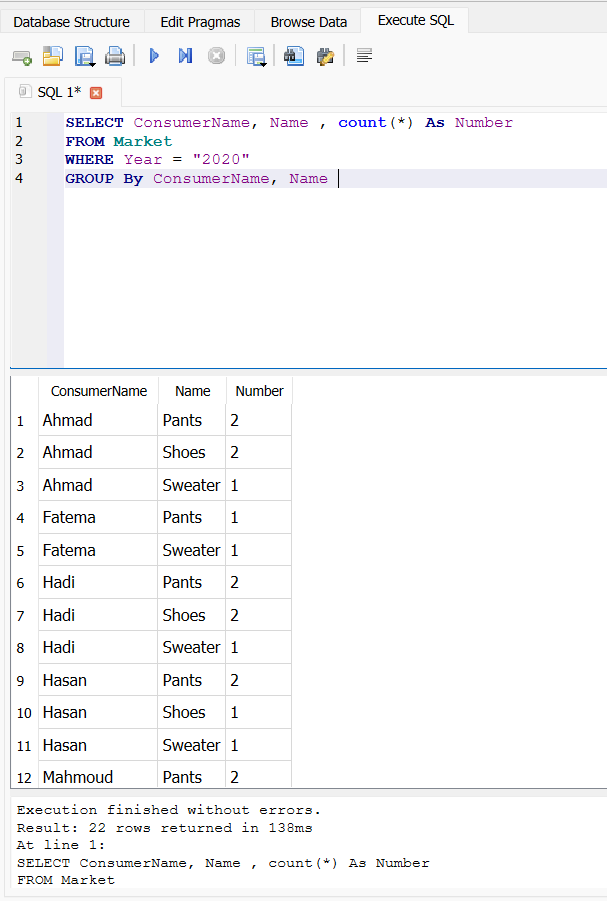 Database Structure Edit Pragmas Browse Data Execute SQL
SQL 1*
1 SELECT ConsumerName, Name , count(*) As Number
2 FROM Market
3 WHERE Year = "2020"
4 GROUP By ConsumerName, Name
ConsumerName Name Number
1 Ahmad Pants 2
2 Ahmad Shoes 2
3 Ahmad Sweater 1
4 Fatema Pants 1
5 Fatema Sweater 1
6 Hadi Pants 2
7 Hadi Shoes 2
8 Hadi Sweater 1
9 Hasan Pants 2
10 Hasan Shoes 1
11 Hasan Sweater 1
12 Mahmoud Pants 2
Execution finished without errors.
Result: 22 rows returned in 138ms
At line 1:
SELECT ConsumerName, Name , count(*) As Number
FROM Market